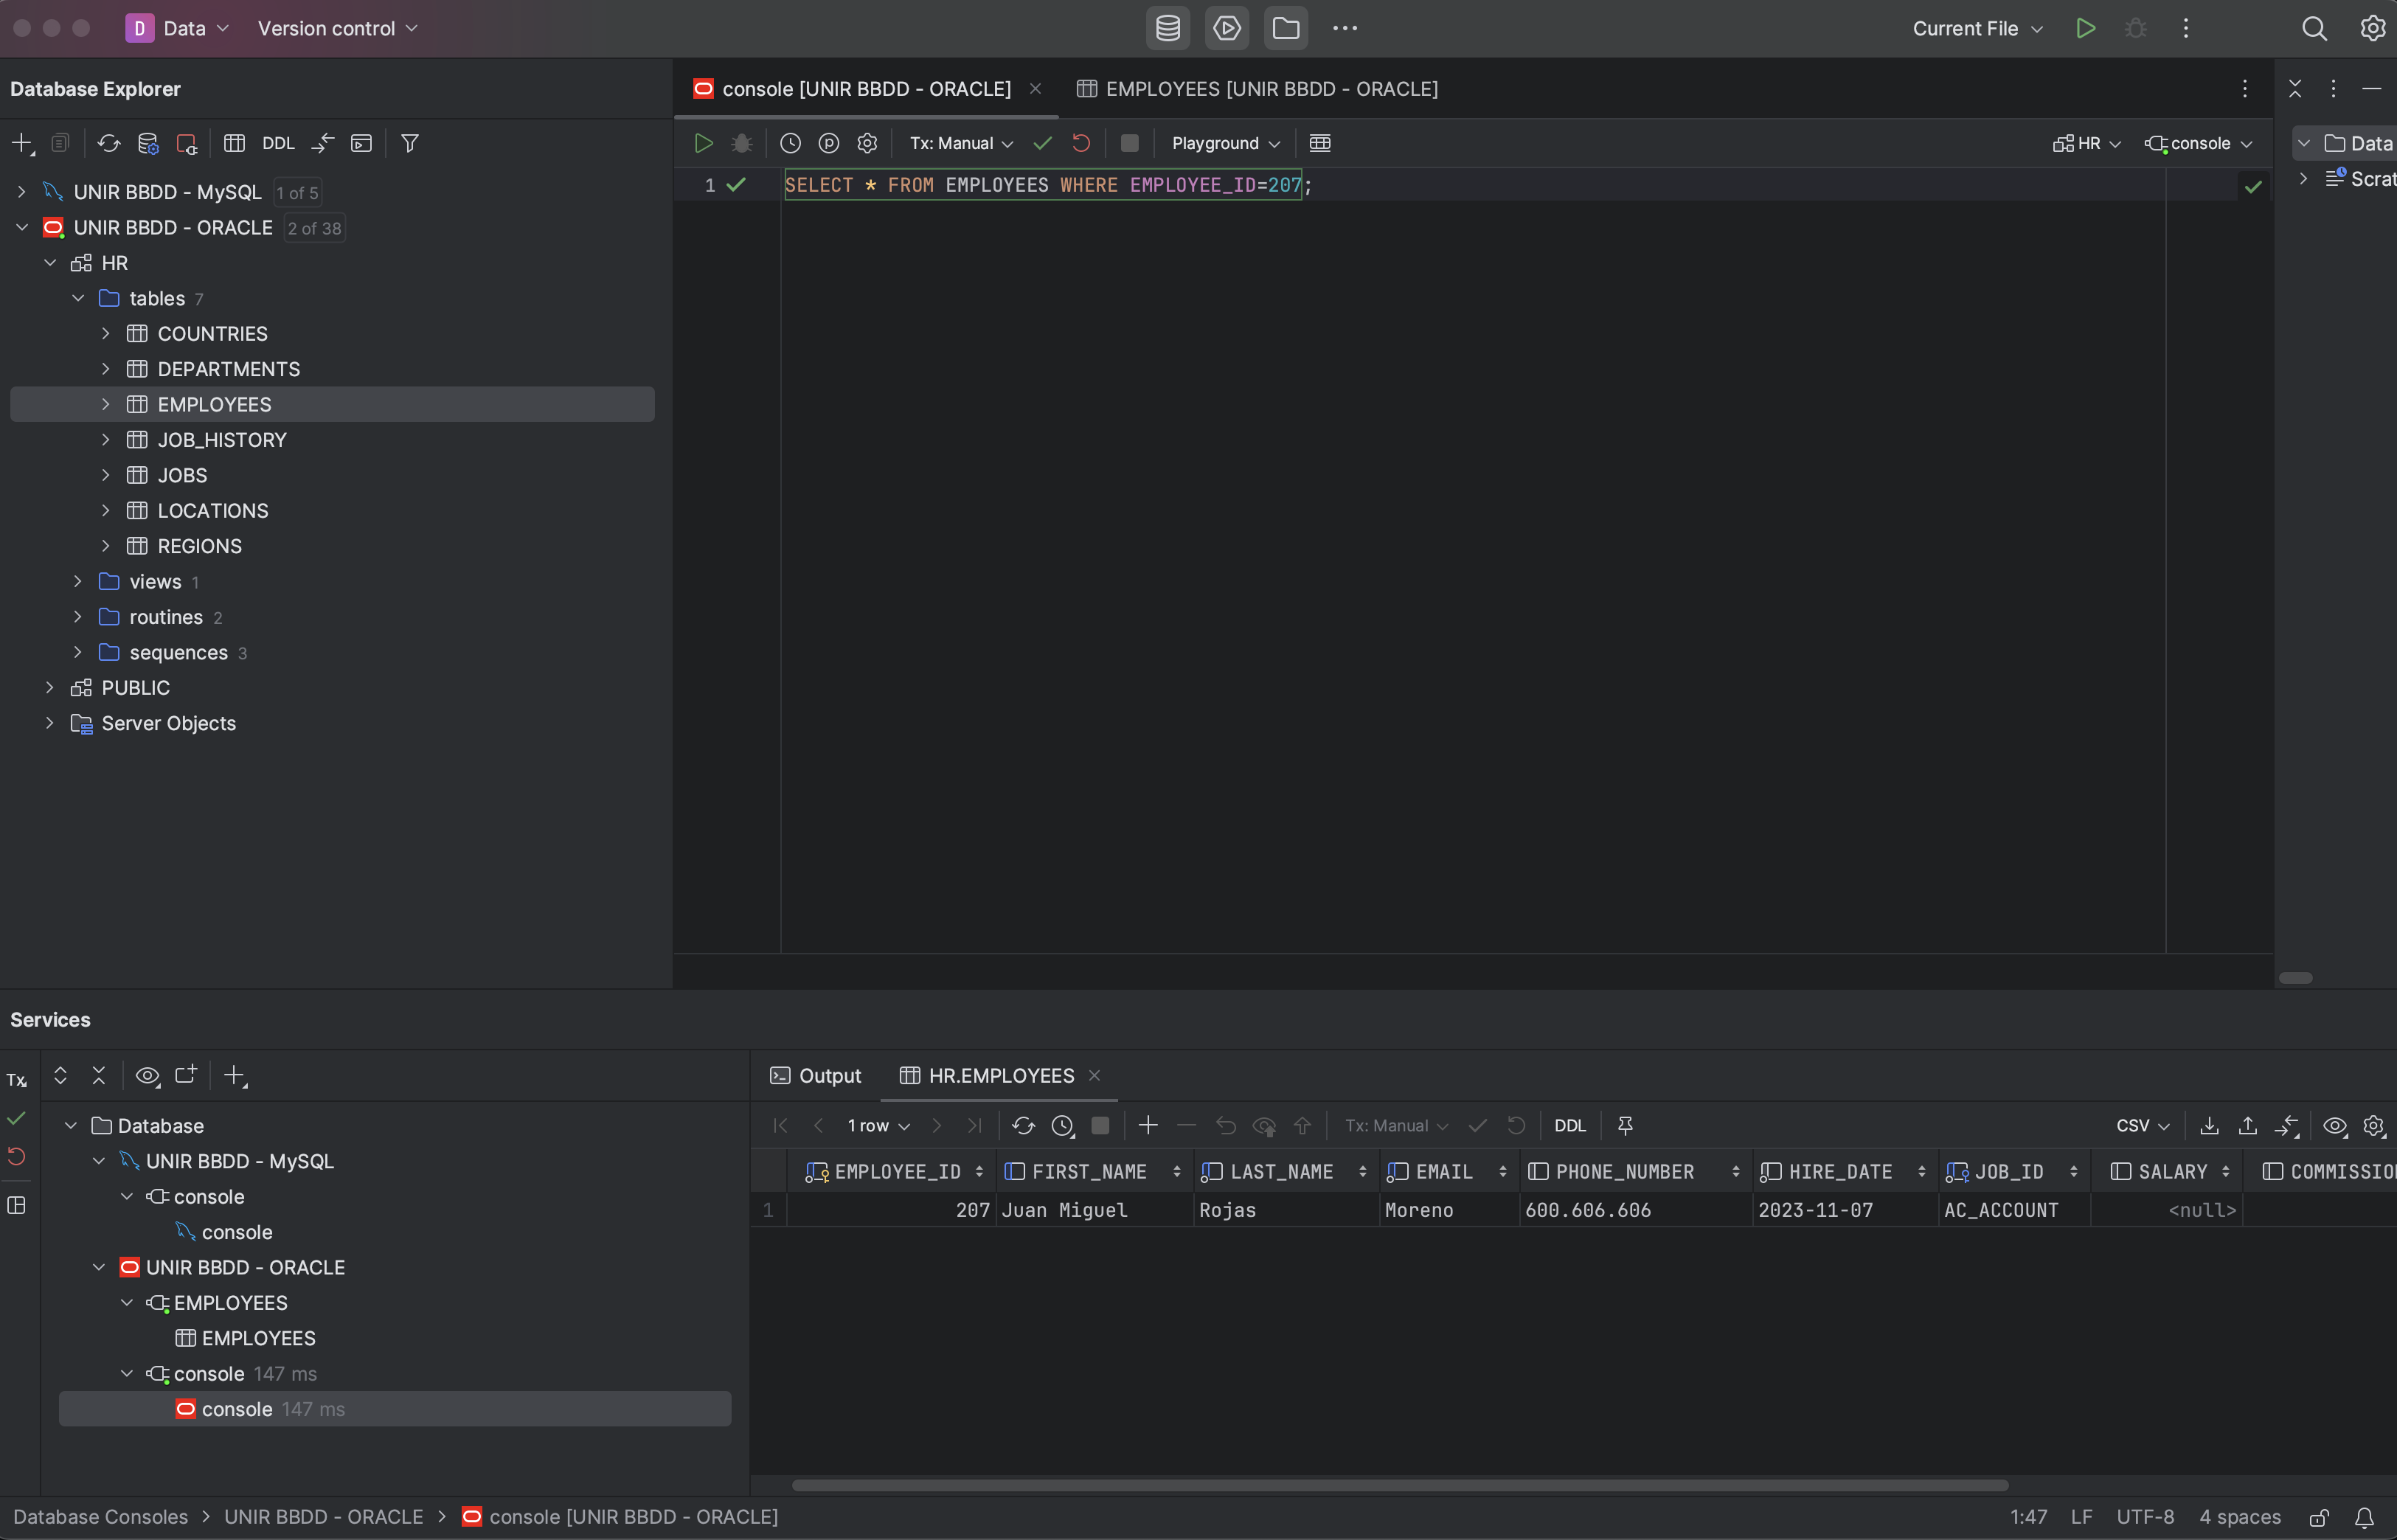 D Data Version control Current File
Database Explorer
console [UNIR BBDD - ORACLE] EMPLOYEES [UNIR BBDD - ORACLE]
DDL Tx: Manual Playground HR console
Data
1 SELECT * FROM EMPLOYEES WHERE EMPLOYEE_ID=207;
Scrat
UNIR BBDD - MySQL 1 of 5
UNIR BBDD - ORACLE 2 of 38
HR
tables 7
COUNTRIES
DEPARTMENTS
EMPLOYEES
JOB_HISTORY
JOBS
LOCATIONS
REGIONS
views 1
routines 2
sequences 3
PUBLIC
Server Objects
Services
Tx
Output HR.EMPLOYEES
1 row Tx: Manual DDL CSV
EMPLOYEE_ID FIRST_NAME LAST_NAME EMAIL PHONE_NUMBER HIRE_DATE JOB_ID SALARY COMMISSIO
1 207 Juan Miguel Rojas Moreno 600.606.606 2023-11-07 AC_ACCOUNT <null>
Database
UNIR BBDD - MySQL
console
console
UNIR BBDD - ORACLE
EMPLOYEES
EMPLOYEES
console 147 ms
console 147 ms
Database Consoles > UNIR BBDD - ORACLE > console [UNIR BBDD - ORACLE] 1:47 LF UTF-8 4 spaces